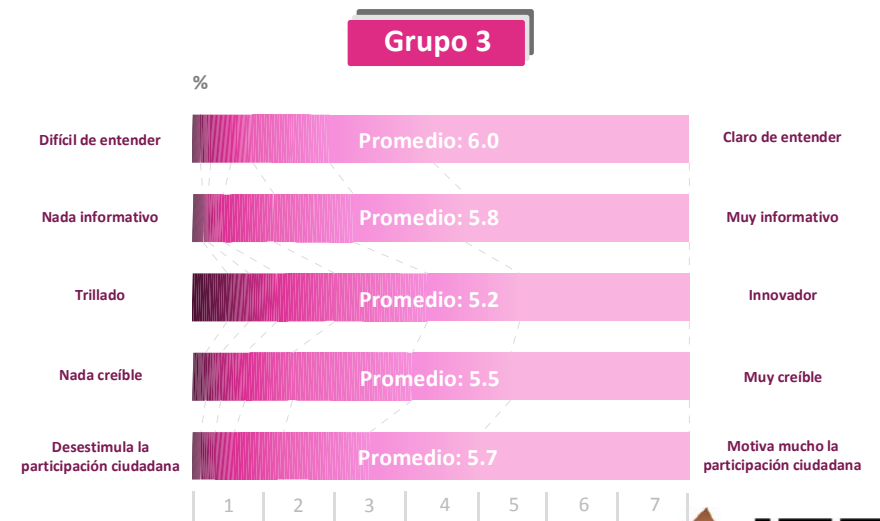 Grupo 3
%
Difícil de entender
Promedio: 6.0
Claro de entender
Nada informativo
Promedio: 5.8
Muy informativo
Trillado
Promedio: 5.2
Innovador
Nada creíble
Promedio: 5.5
Muy creíble
Desestimula la
participación ciudadana
Promedio: 5.7
Motiva mucho la
participación ciudadana
1 2 3 4 5 6 7